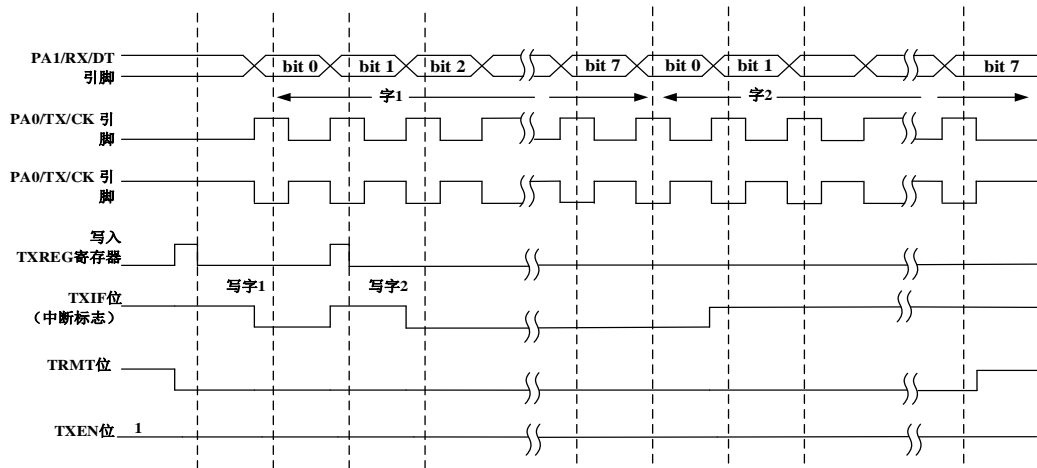 PA1/RX/DT
引脚
bit 0 bit 1 bit 2 bit 7 bit 0 bit 1 bit 7
字1 字2
PA0/TX/CK 引
脚
PA0/TX/CK 引
脚
写入
TXREG寄存器
写字1 写字2
TXIF位
（中断标志）
TRMT位
TXEN位 1